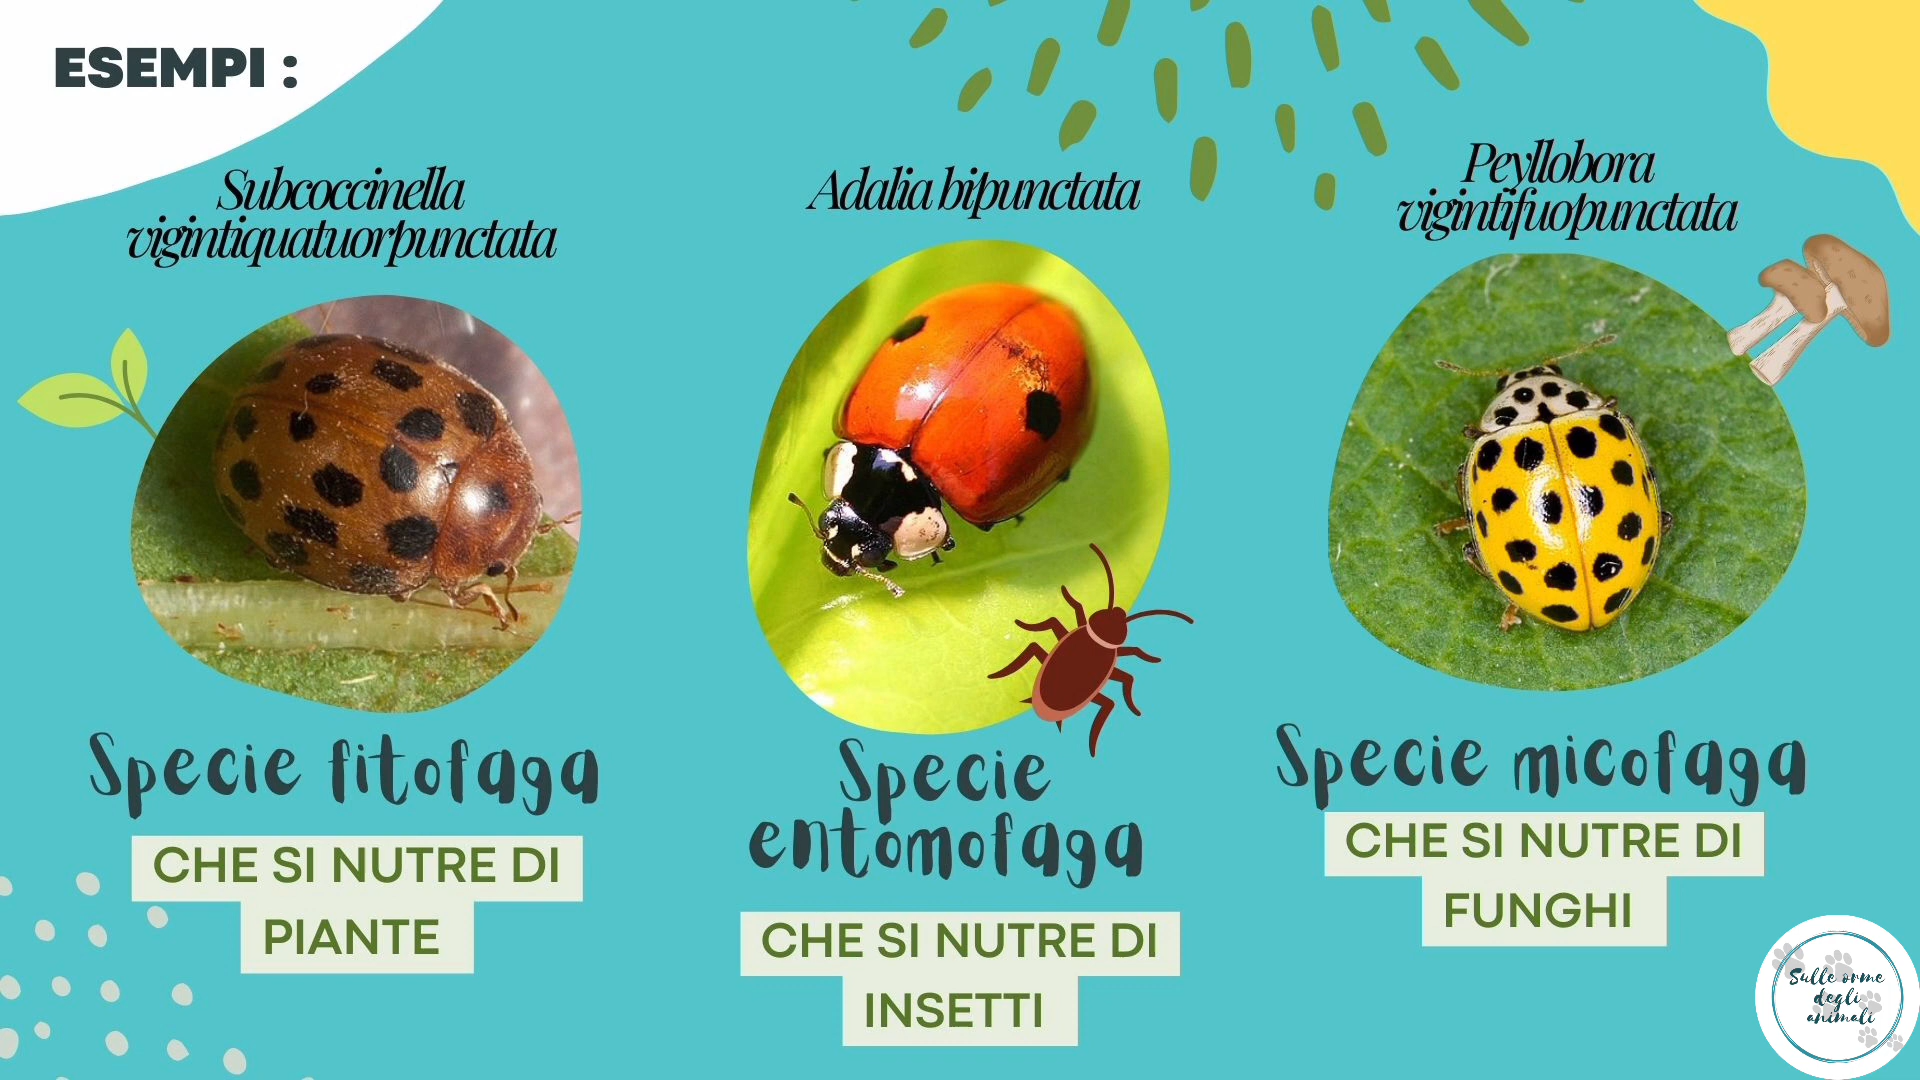 ESEMPI :
Subcoccinella
vigintiquatuorpunctata
Specie fitofaga
CHE SI NUTRE DI
PIANTE
Adalia bipunctata
Specie
entomofaga
CHE SI NUTRE DI
INSETTI
Peyllobora
vigintifuopunctata
Specie micofaga
CHE SI NUTRE DI
FUNGHI
Sulle orme
degli
animali